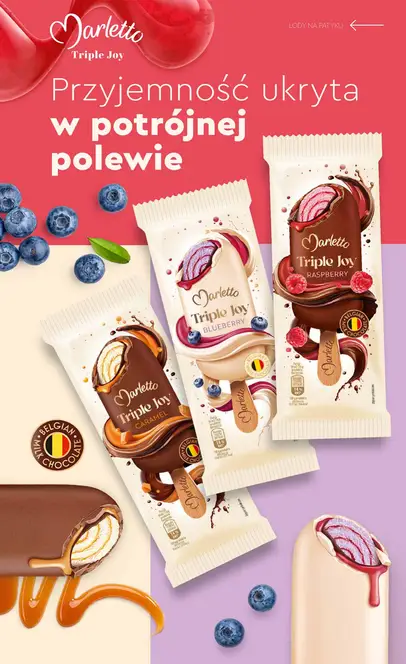 Marletto
Triple Joy
LODY NA PATYKU
Przyjemność ukryta
w potrójnej
polewie
Marletto
Triple Joy
RASPBERRY
Marletto
Triple Joy
BLUEBERRY
Marletto
Triple Joy
CARAMEL
BELGIAN
MILK
CHOCOLATE